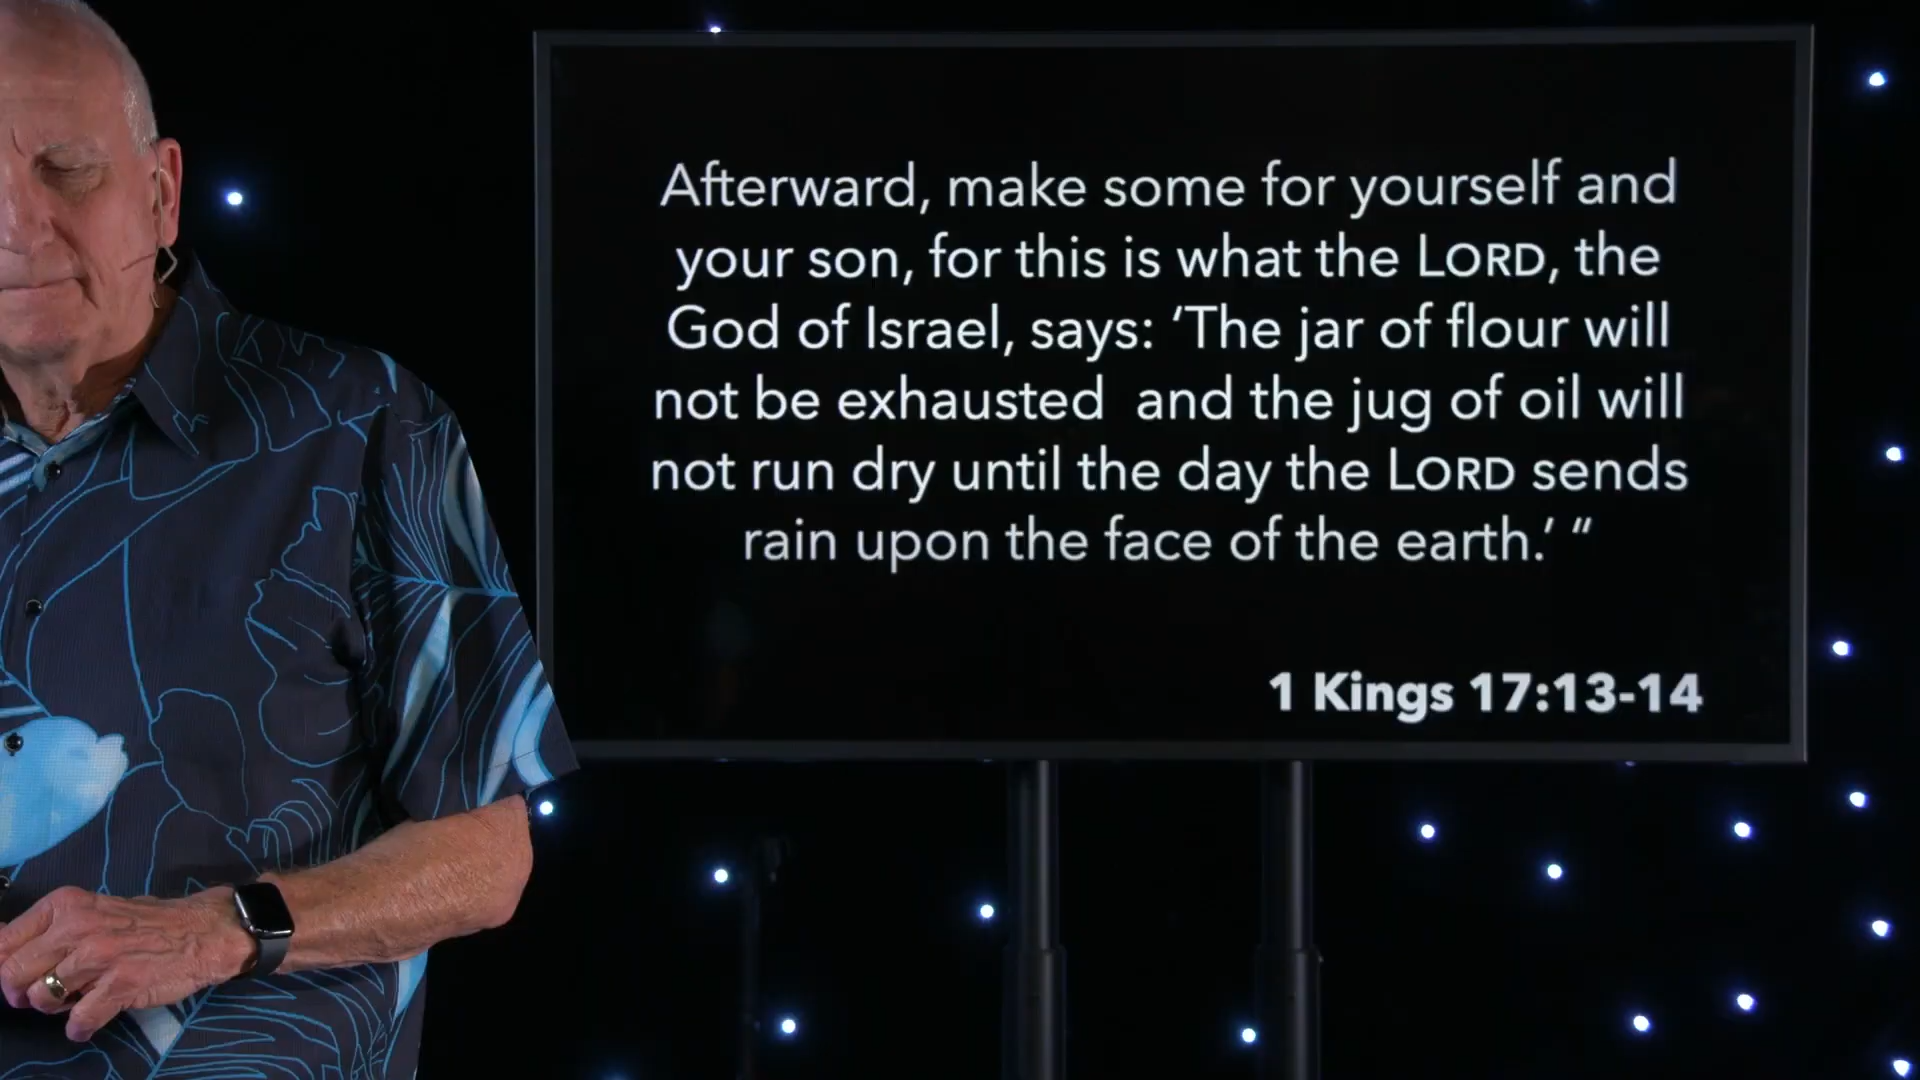 Afterward, make some for yourself and
your son, for this is what the LORD, the
God of Israel, says: ‘The jar of flour will
not be exhausted  and the jug of oil will
not run dry until the day the LORD sends
rain upon the face of the earth.’ “
1 Kings 17:13-14